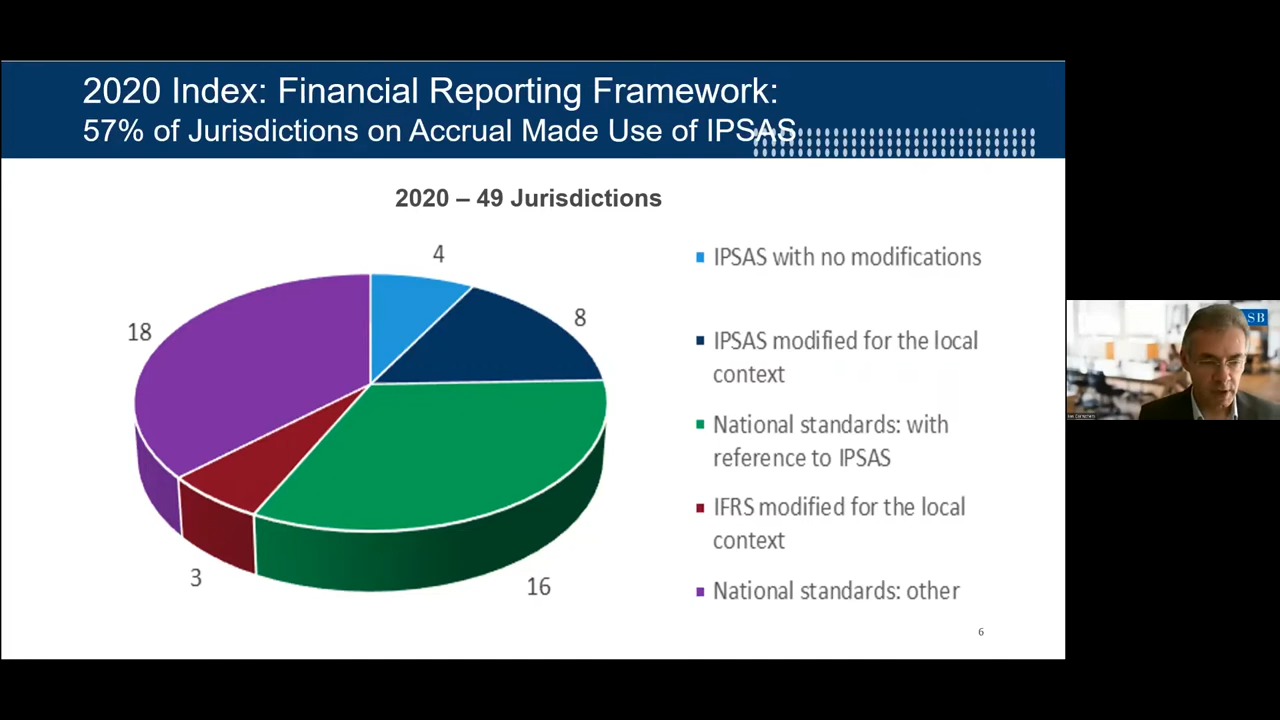 2020 Index: Financial Reporting Framework:
57% of Jurisdictions on Accrual Made Use of IPSAS
2020 – 49 Jurisdictions
4
8
18
3
16
IPSAS with no modifications
IPSAS modified for the local
context
National standards: with
reference to IPSAS
IFRS modified for the local
context
National standards: other
6
SB